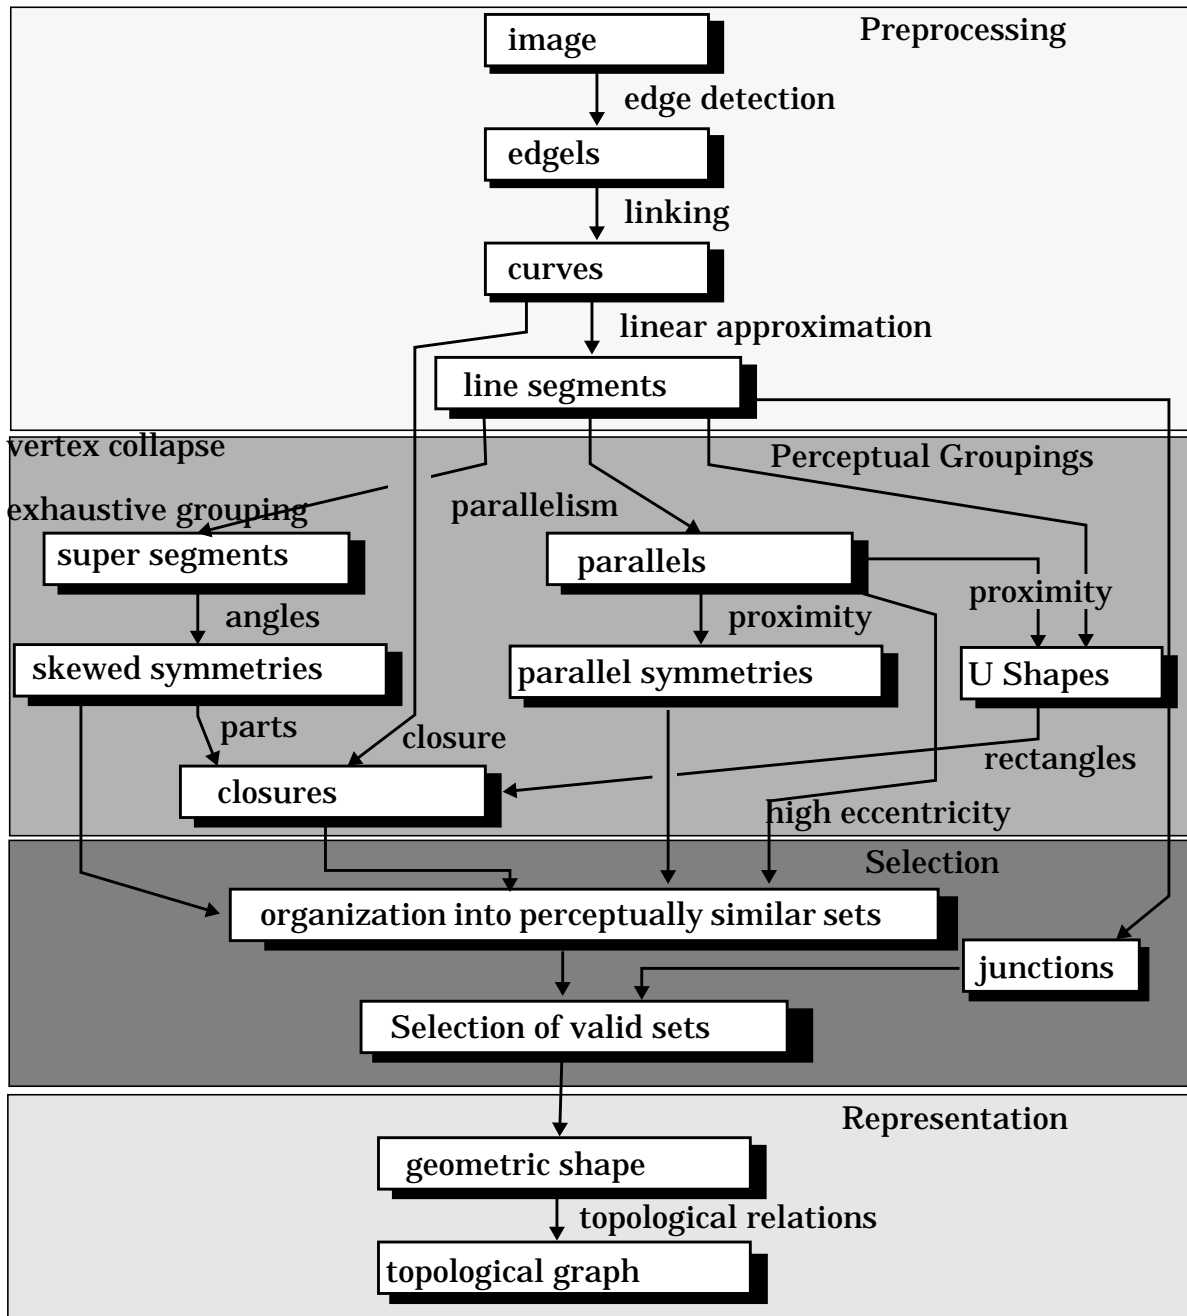 Preprocessing
image
edge detection
edgels
linking
curves
linear approximation
line segments
vertex collapse
Perceptual Groupings
exhaustive grouping
parallelism
super segments
parallels
proximity
angles
proximity
skewed symmetries
parallel symmetries
U Shapes
parts
closure
rectangles
closures
high eccentricity
Selection
organization into perceptually similar sets
junctions
Selection of valid sets
Representation
geometric shape
topological relations
topological graph